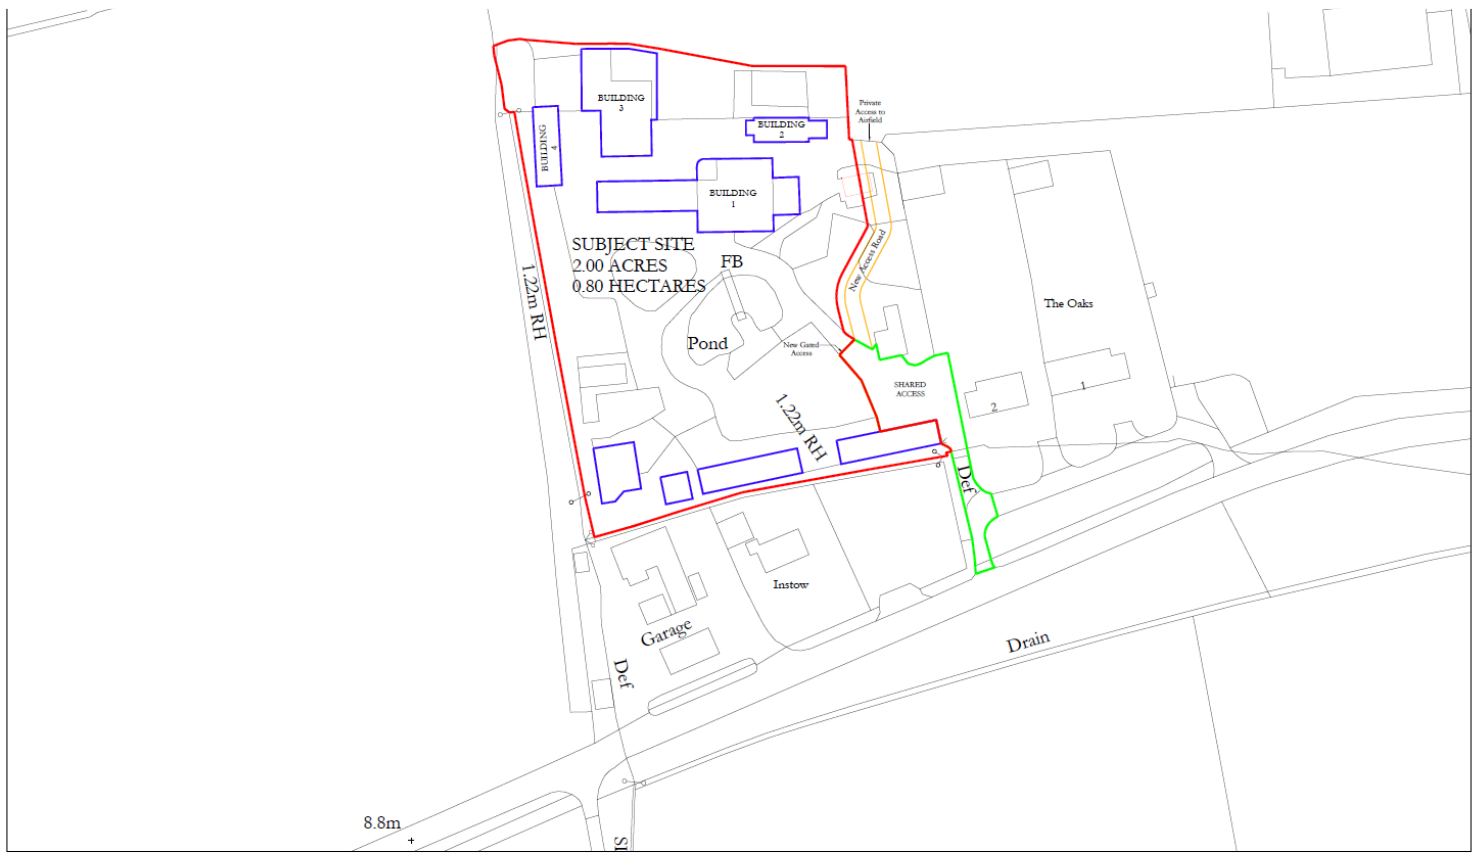 BUILDING
3
BUILDING
2
Private
Access to
Airfield
BUILDING
4
BUILDING
1
SUBJECT SITE
2.00 ACRES
0.80 HECTARES
FB
New Access Road
1.22m RH
The Oaks
Pond
New Gated
Access
SHARED
ACCESS
1
2
1.22m RH
Def
Instow
Garage
Drain
Def
8.8m